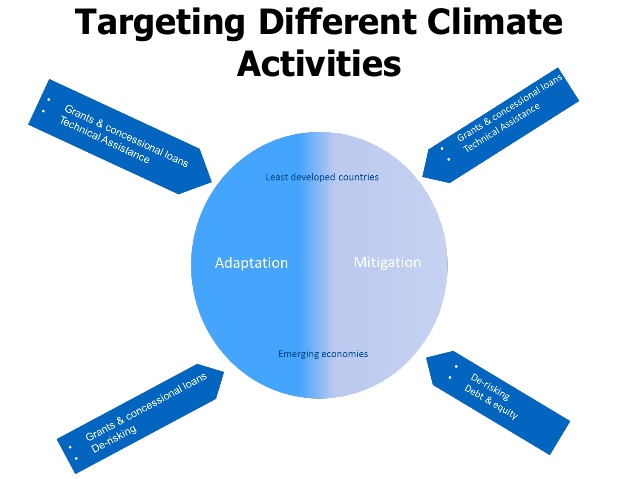 Targeting Different Climate
Activities
• Grants & concessional loans
• Technical Assistance
• Grants & concessional loans
• Technical Assistance
Least developed countries
Adaptation
Mitigation
Emerging economies
• Grants & concessional loans
• De-risking
• De-risking
• Debt & equity